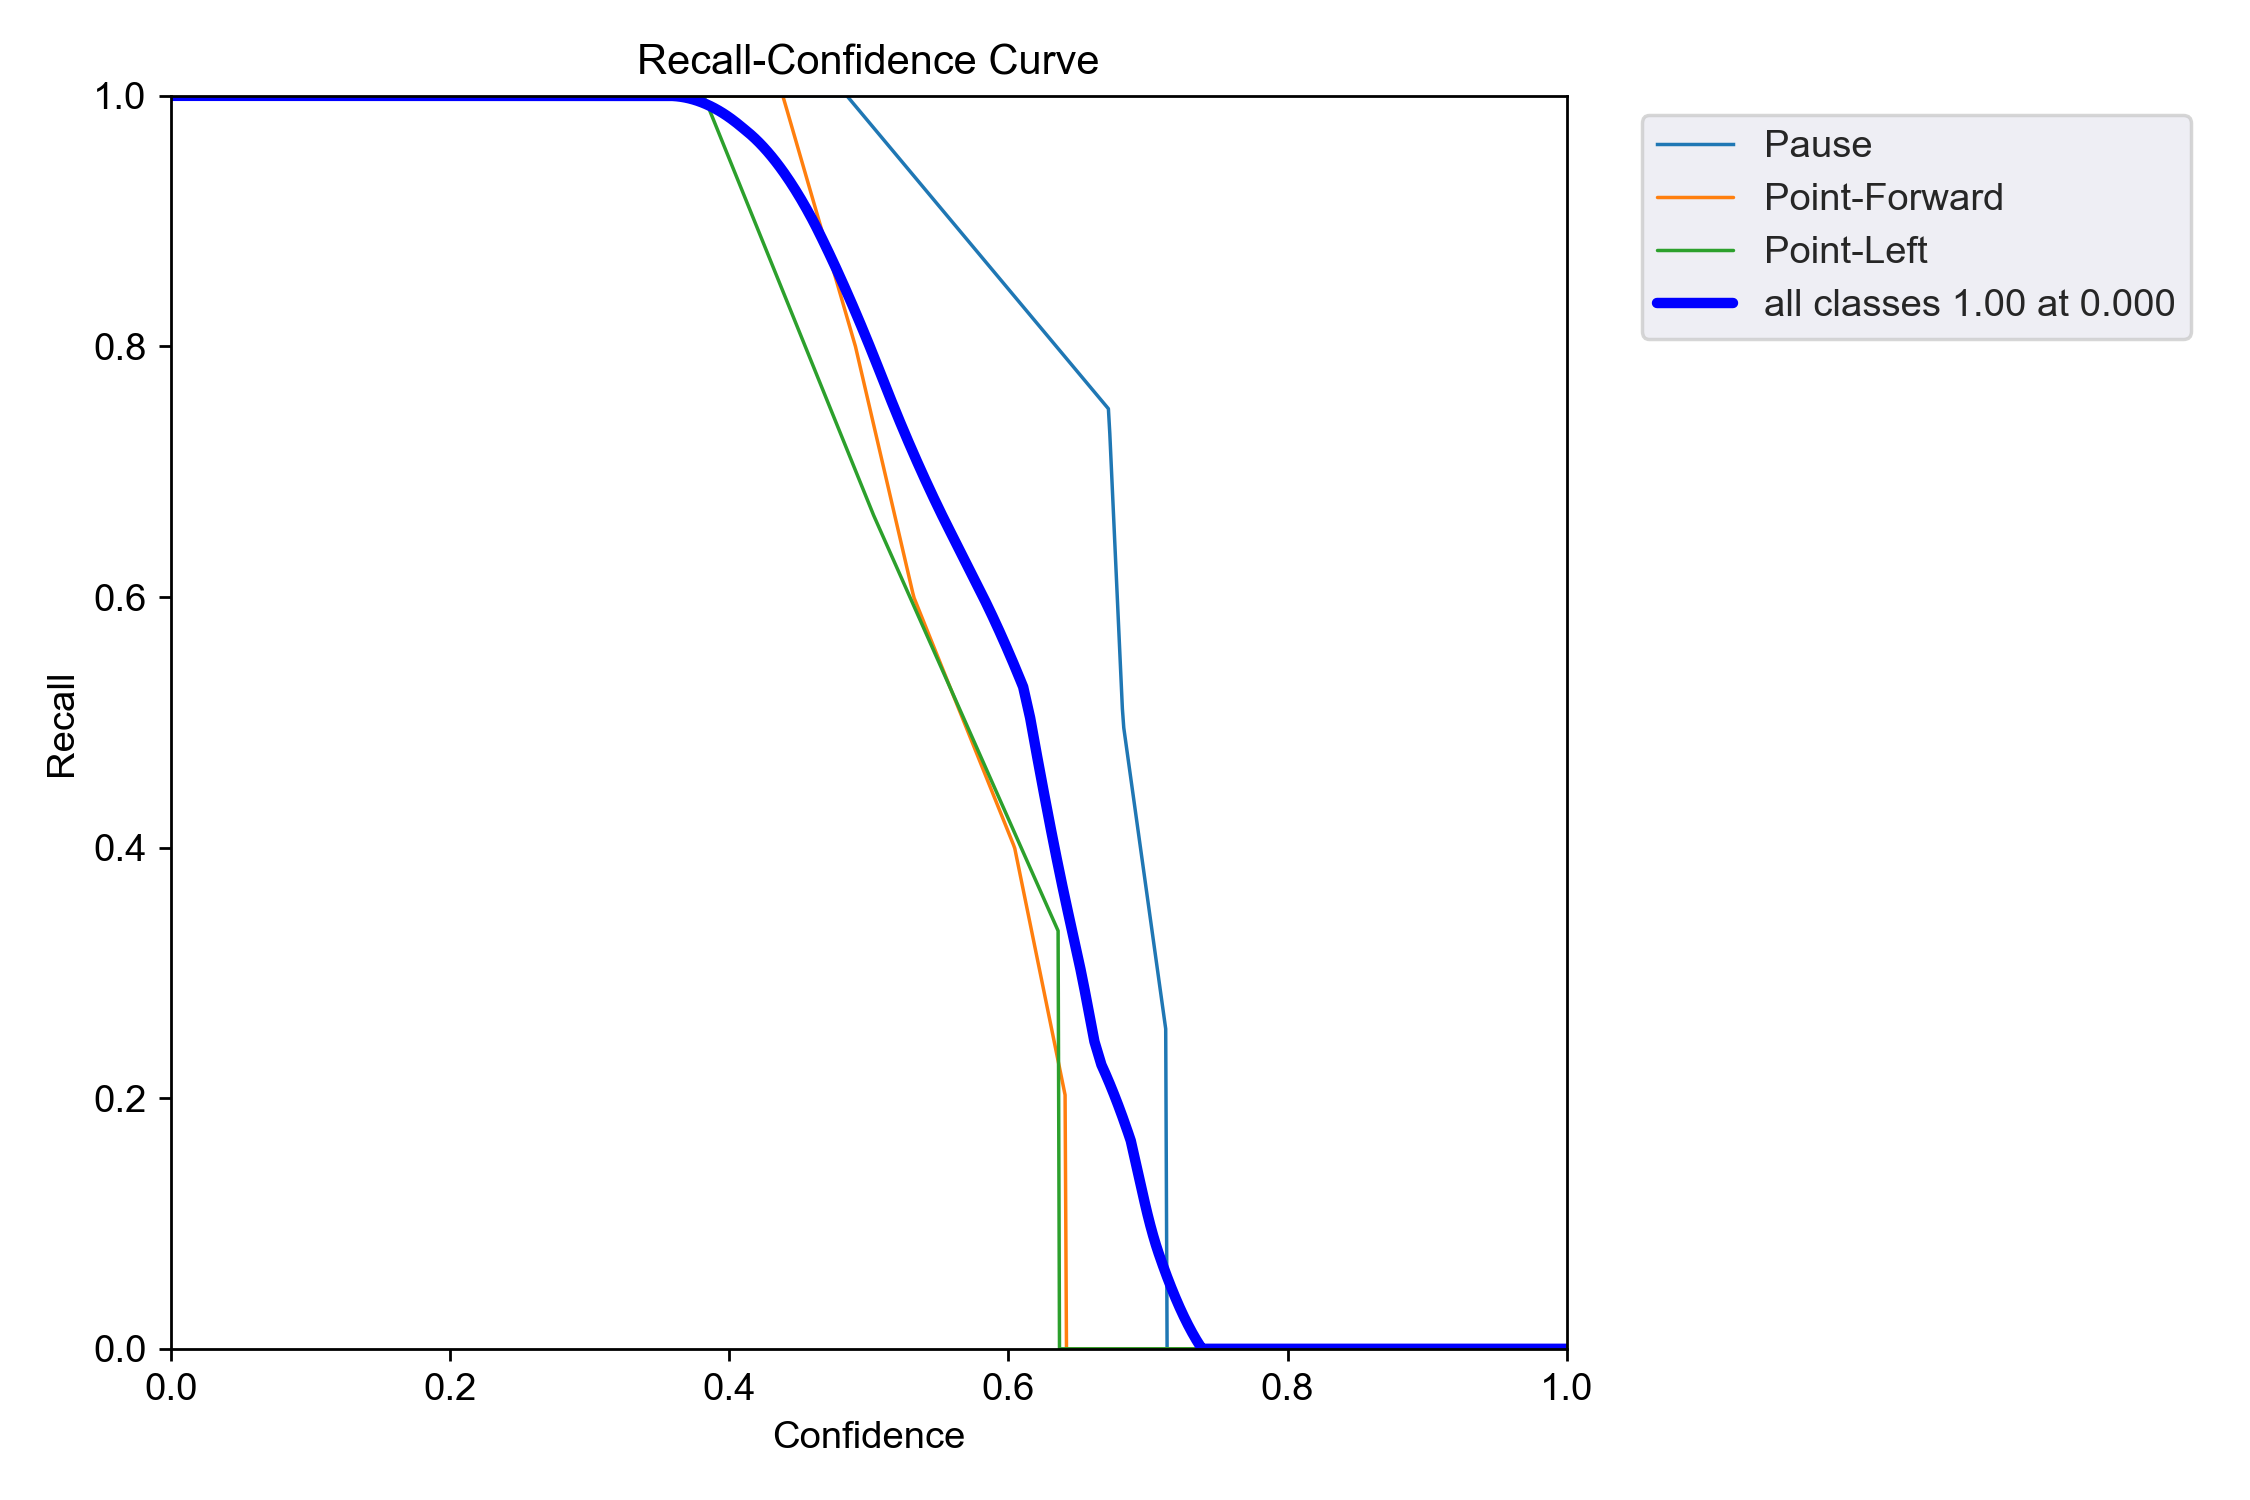 Recall-Confidence Curve
1.0
0.8
0.6
0.4
0.2
0.0
Recall
0.0 0.2 0.4 0.6 0.8 1.0
Confidence
Pause
Point-Forward
Point-Left
all classes 1.00 at 0.000